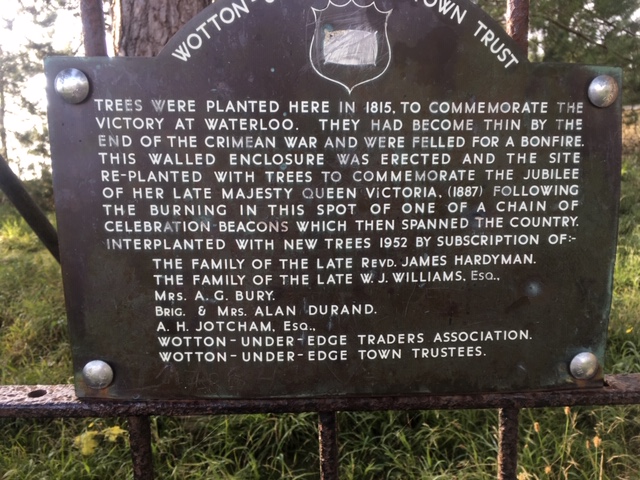 WOTTON- TOWN TRUST
TREES WERE PLANTED HERE IN 1815, TO COMMEMORATE THE
VICTORY AT WATERLOO. THEY HAD BECOME THIN BY THE
END OF THE CRIMEAN WAR AND WERE FELLED FOR A BONFIRE.
THIS WALLED ENCLOSURE WAS ERECTED AND THE SITE
RE-PLANTED WITH TREES TO COMMEMORATE THE JUBILEE
OF HER LATE MAJESTY QUEEN VICTORIA, (1887) FOLLOWING
THE BURNING IN THIS SPOT OF ONE OF A CHAIN OF
CELEBRATION BEACONS WHICH THEN SPANNED THE COUNTRY.
INTERPLANTED WITH NEW TREES 1952 BY SUBSCRIPTION OF:-
THE FAMILY OF THE LATE REVD. JAMES HARDYMAN.
THE FAMILY OF THE LATE W. J. WILLIAMS, ESQ.,
MRS. A. G. BURY.
BRIG. & MRS. ALAN DURAND.
A. H. JOTCHAM, ESQ.,
WOTTON-UNDER-EDGE TRADERS ASSOCIATION.
WOTTON-UNDER-EDGE TOWN TRUSTEES.